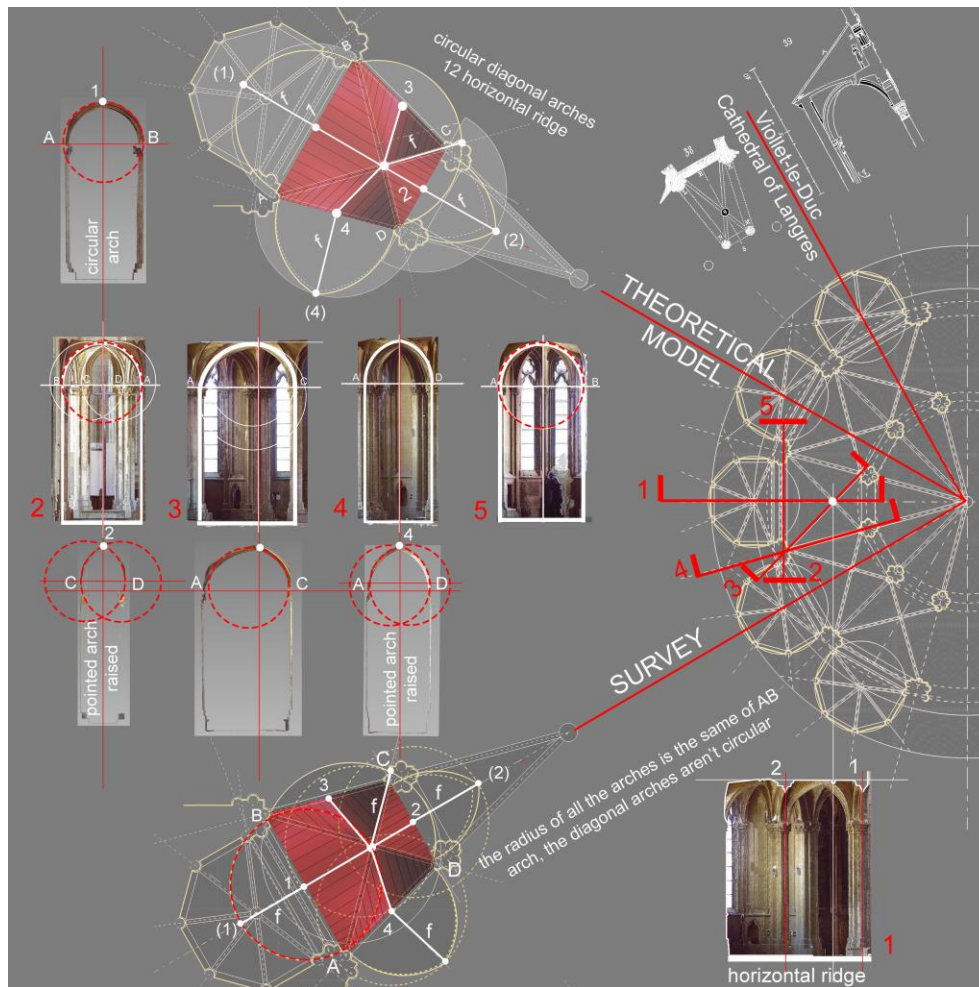 circular diagonal arches
12 horizontal ridge
B
(1)
f
1
3
C
f
2
f
(2)
A
4
D
f
(4)
1
A
B
circular
arch
39
38
Viollet-le-Duc
Cathedral of Langres
THEORETICAL
MODEL
B
C
D
A
2
A
C
3
A
D
4
A
B
5
5
1
4
3
2
2
C
D
pointed arch
raised
A
C
4
A
D
pointed arch
raised
SURVEY
the radius of all the arches is the same of AB
arch, the diagonal arches aren't circular
C
(2)
3
f
f
2
B
1
D
f
(1)
4
f
A
2
1
1
horizontal ridge